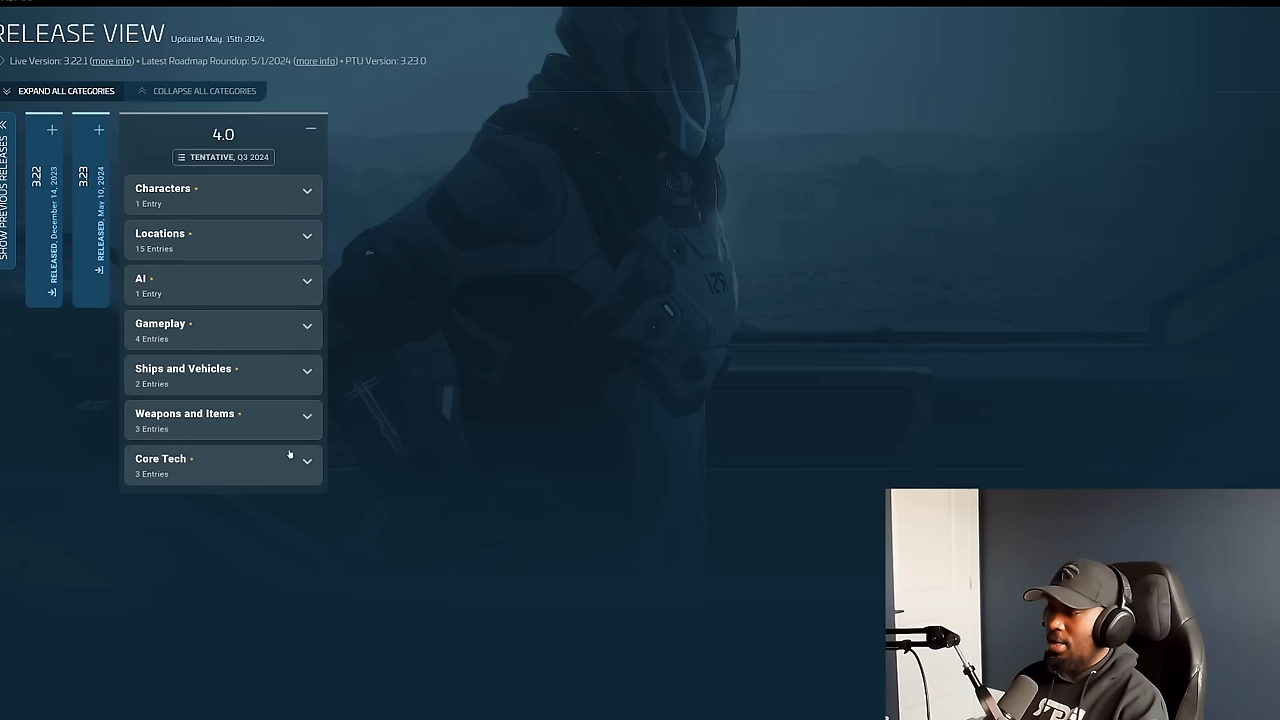 RELEASE VIEW Updated May. 15th 2024
Live Version: 3.22.1 (more info) • Latest Roadmap Roundup: 5/1/2024 (more info) • PTU Version: 3.23.0
EXPAND ALL CATEGORIES COLLAPSE ALL CATEGORIES
SHOW PREVIOUS RELEASES
3.22
RELEASED, December 14, 2023
3.23
RELEASED, May 10, 2024
4.0
TENTATIVE, Q3 2024
Characters
1 Entry
Locations
15 Entries
AI
1 Entry
Gameplay
4 Entries
Ships and Vehicles
2 Entries
Weapons and Items
3 Entries
Core Tech
3 Entries